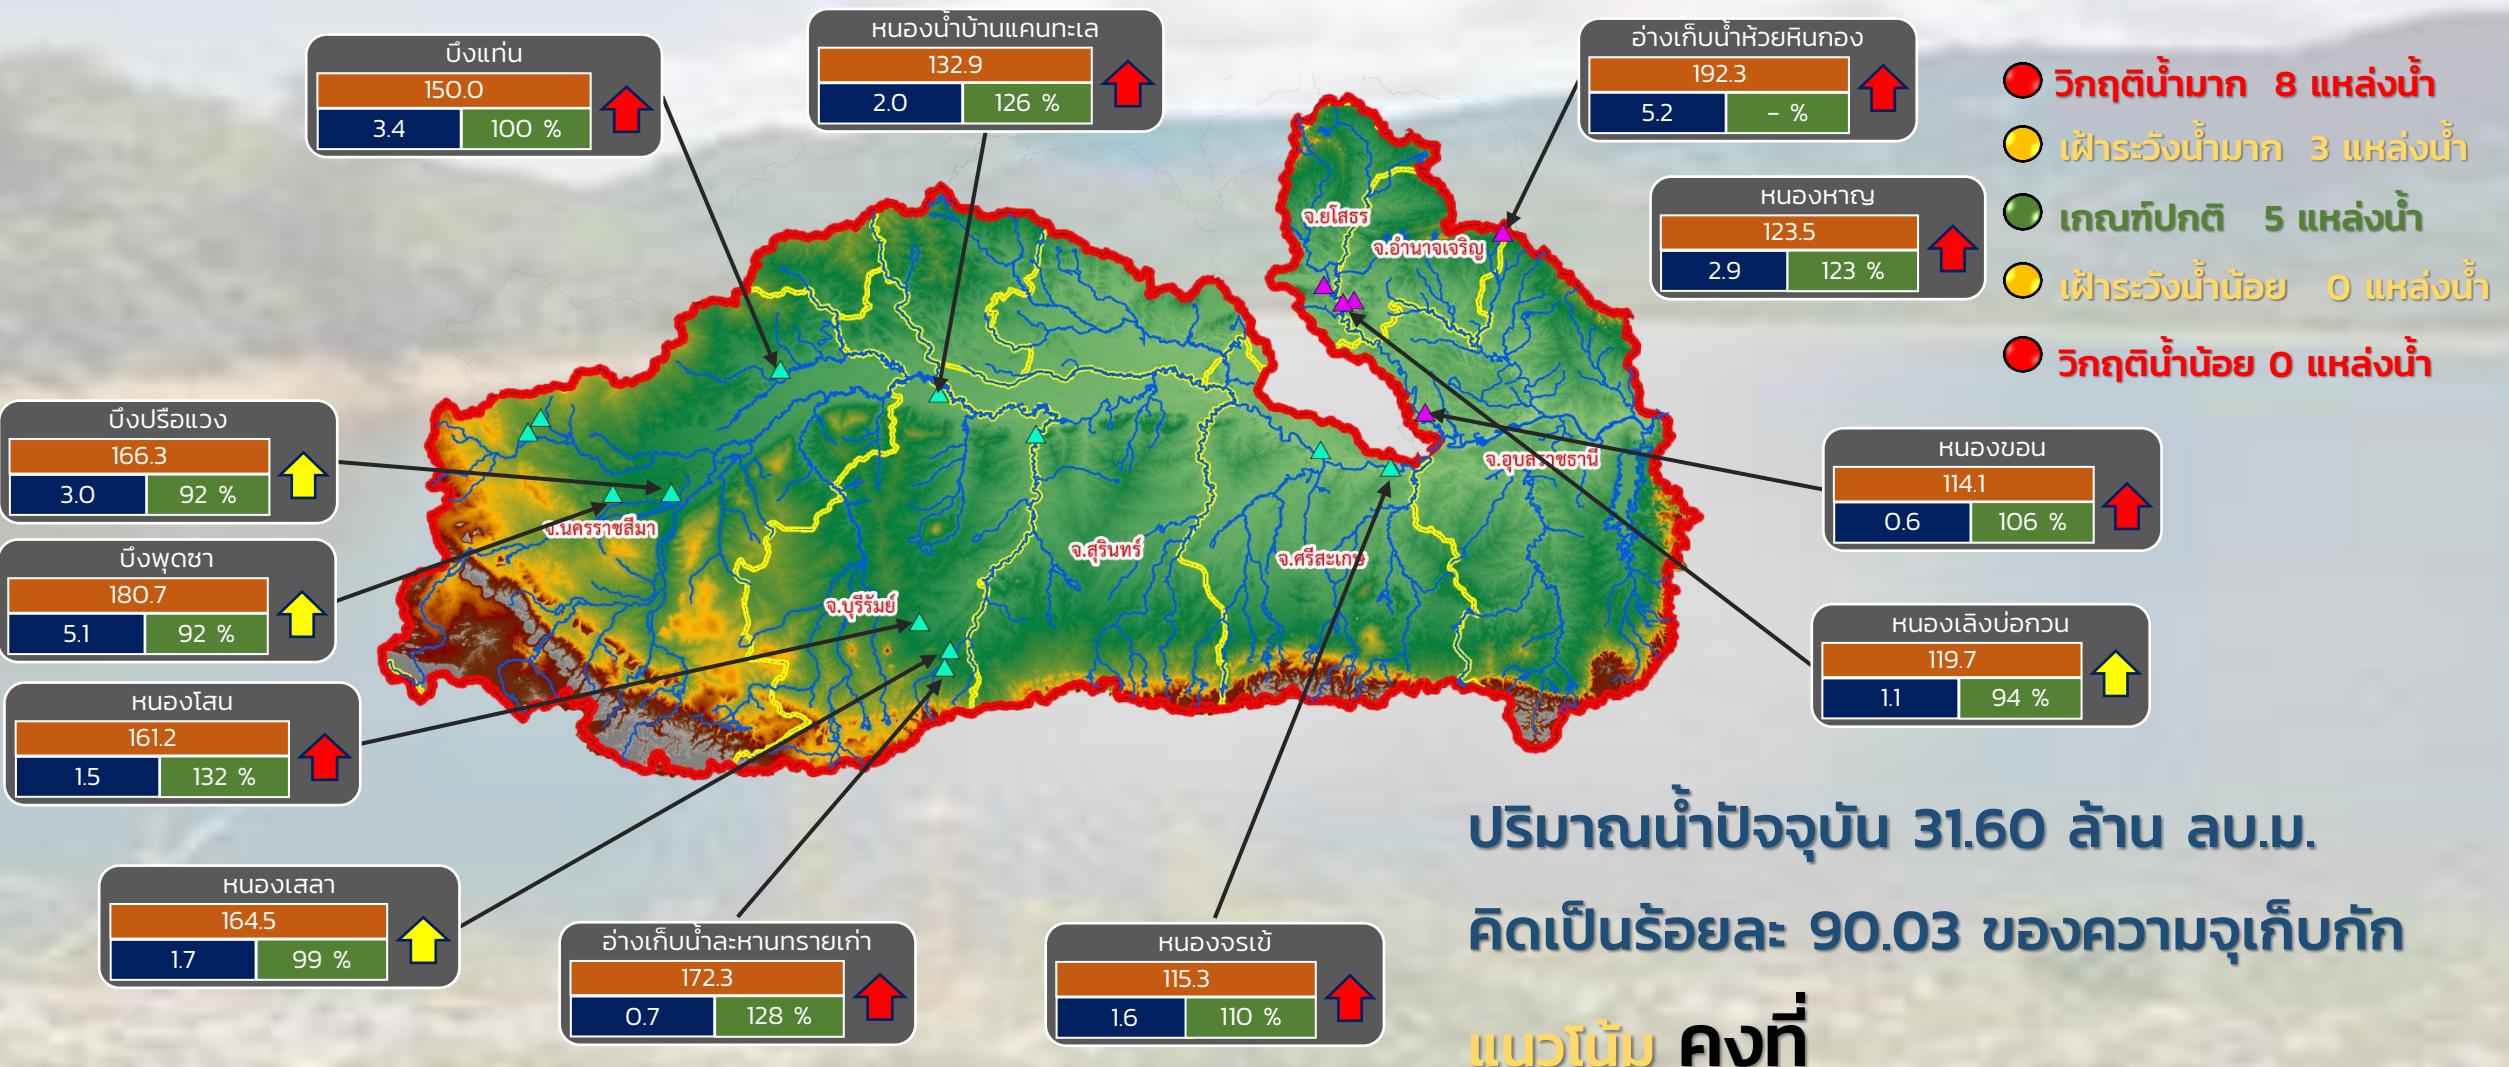 บึงแท่น
150.0
3.4 100 %
หนองน้ำบ้านแคนทะเล
132.9
2.0 126 %
อ่างเก็บน้ำห้วยหินกอง
192.3
5.2 - %
วิกฤติน้ำมาก 8 แหล่งน้ำ
เฝ้าระวังน้ำมาก 3 แหล่งน้ำ
เกณฑ์ปกติ 5 แหล่งน้ำ
เฝ้าระวังน้ำน้อย 0 แหล่งน้ำ
วิกฤติน้ำน้อย 0 แหล่งน้ำ
หนองหาญ
123.5
2.9 123 %
จ.ยโสธร
จ.อำนาจเจริญ
บึงปรือแวง
166.3
3.0 92 %
หนองขอน
114.1
0.6 106 %
จ.อุบลราชธานี
จ.นครราชสีมา
จ.สุรินทร์
จ.ศรีสะเกษ
จ.บุรีรัมย์
บึงพุดซา
180.7
5.1 92 %
หนองเลิงบ่อกวน
119.7
1.1 94 %
หนองโสน
161.2
1.5 132 %
หนองเสลา
164.5
1.7 99 %
อ่างเก็บน้ำละหานทรายเก่า
172.3
0.7 128 %
หนองจรเข้
115.3
1.6 110 %
ปริมาณน้ำปัจจุบัน 31.60 ล้าน ลบ.ม.
คิดเป็นร้อยละ 90.03 ของความจุเก็บกัก
แนวโน้ม คงที่